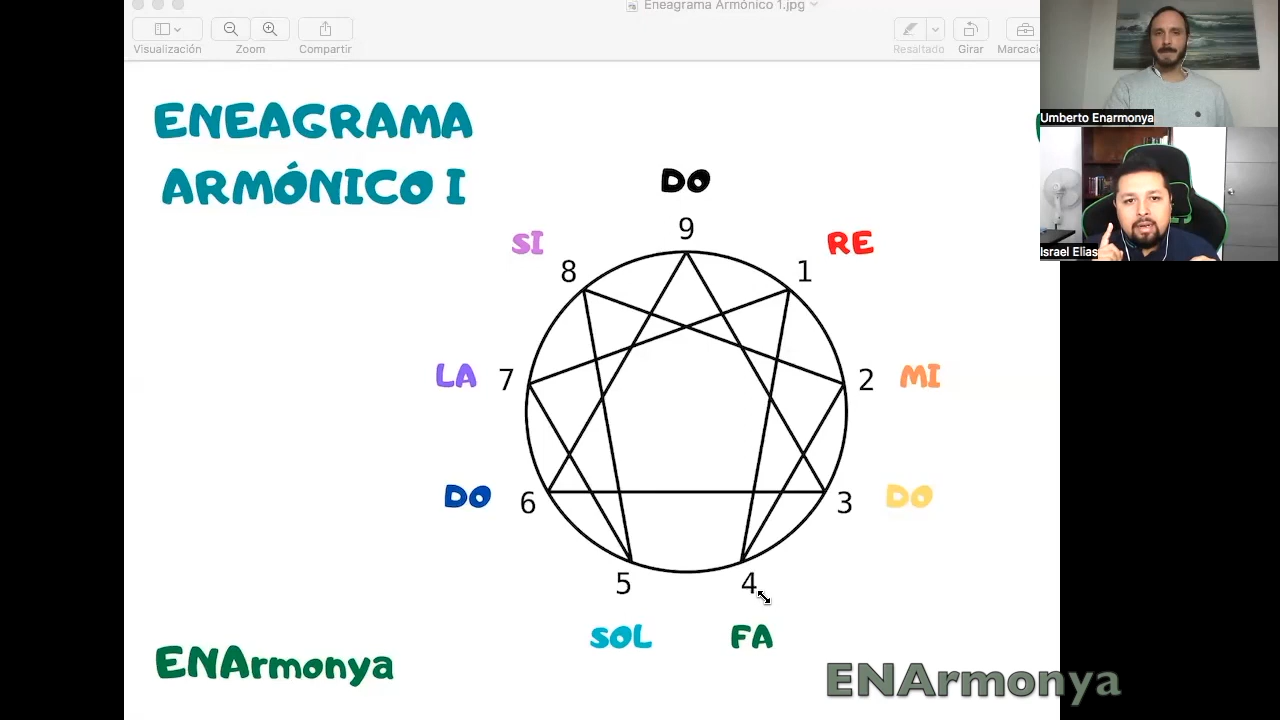 Eneagrama Armónico 1.jpg
Visualización
Zoom
Compartir
Resaltado
Girar
ENEAGRAMA
ARMÓNICO I
DO
9
SI
8
RE
1
LA
7
MI
2
DO
6
DO
3
5
4
SOL
FA
ENArmonya
ENArmonya
Umberto Enarmonya
Israel Elias